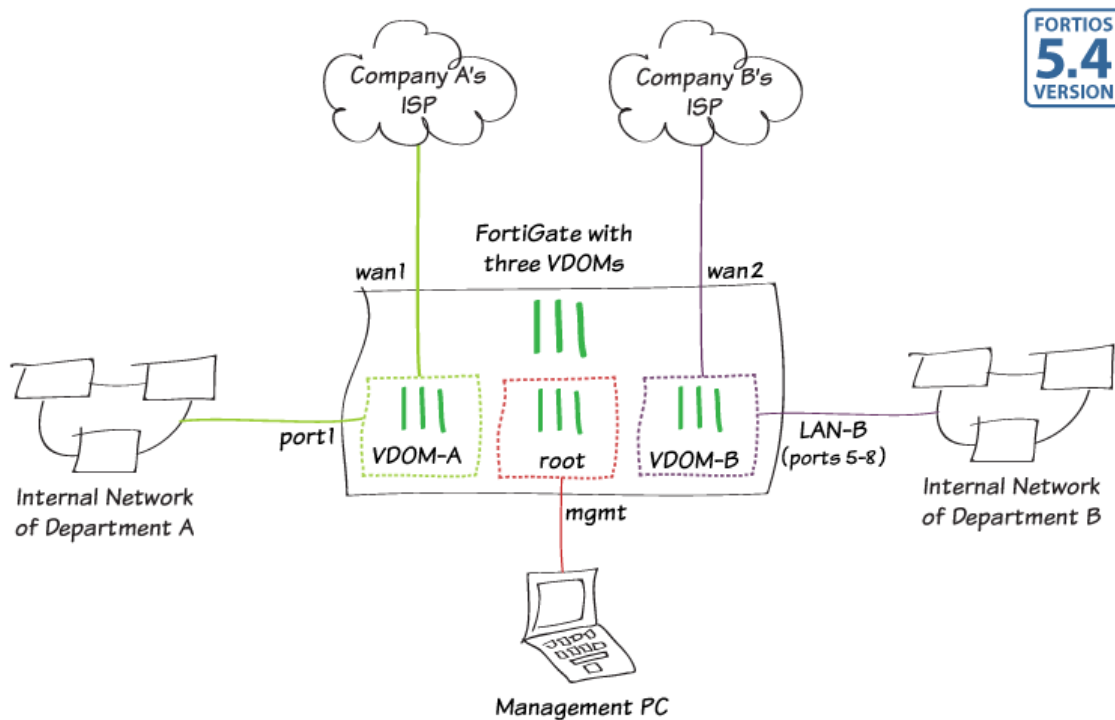 Company A's
ISP
Company B's
ISP
FORTIOS
5.4
VERSION
FortiGate with
three VDOMs
wan1
wan2
port1
VDOM-A
root
VDOM-B
LAN-B
(ports 5-8)
mgmt
Internal Network
of Department A
Internal Network
of Department B
Management PC